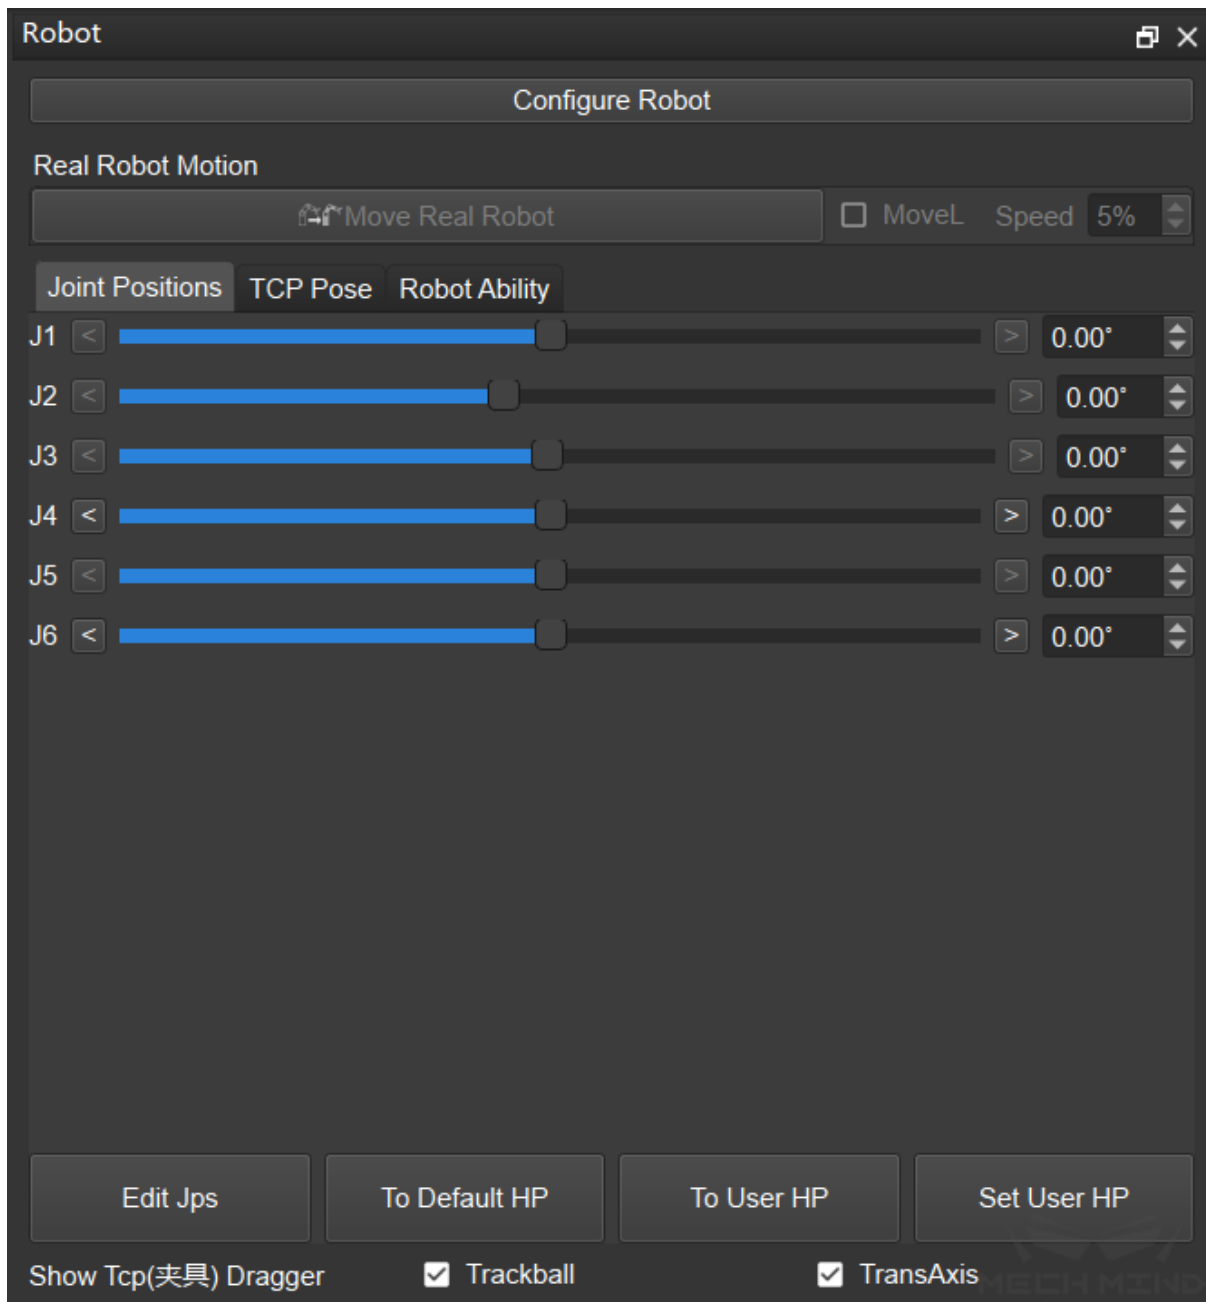 Robot
Configure Robot
Real Robot Motion
Move Real Robot MoveL Speed 5%
Joint Positions TCP Pose Robot Ability
J1 < > 0.00°
J2 < > 0.00°
J3 < > 0.00°
J4 < > 0.00°
J5 < > 0.00°
J6 < > 0.00°
Edit Jps To Default HP To User HP Set User HP
Show Tcp(夹具) Dragger Trackball TransAxis
MECH MIND